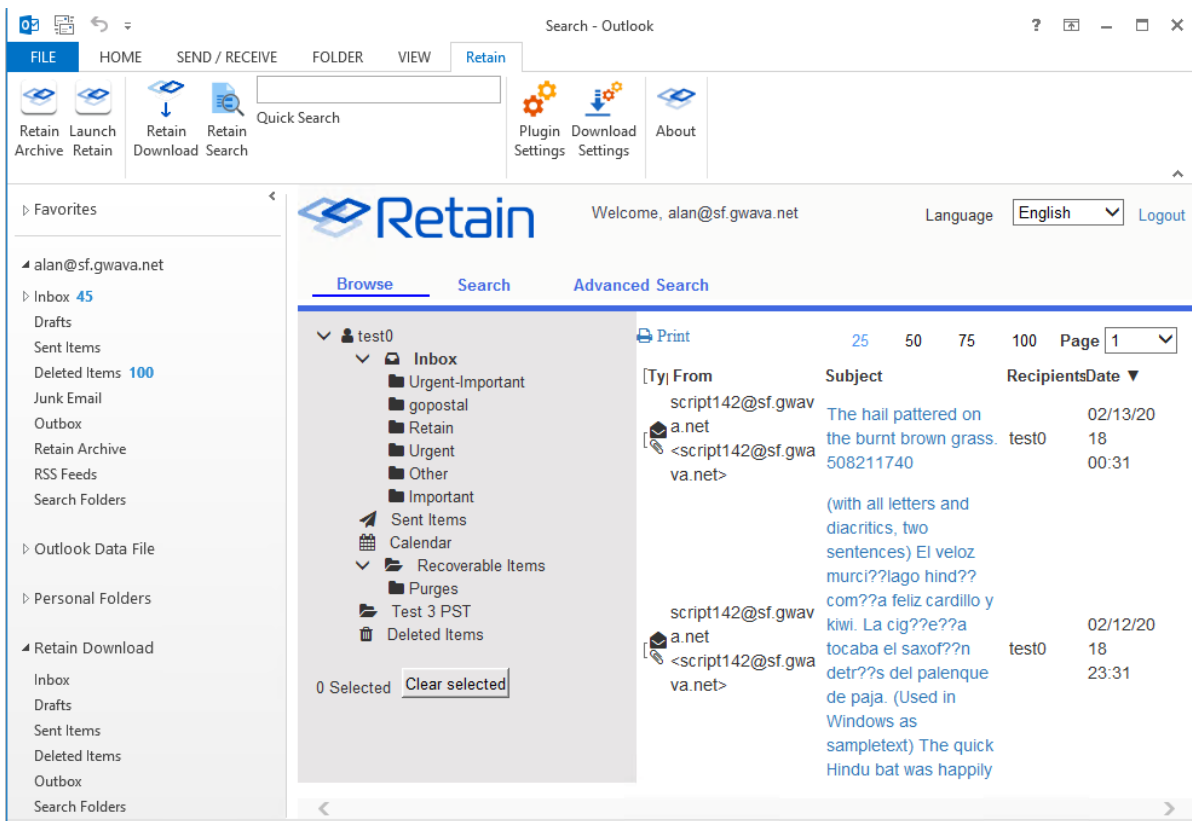 Search - Outlook
?
FILE HOME SEND / RECEIVE FOLDER VIEW Retain
Retain Archive
Launch Retain
Retain Download
Retain Search
Quick Search
Plugin Settings
Download Settings
About
Favorites
alan@sf.gwava.net
Inbox 45
Drafts
Sent Items
Deleted Items 100
Junk Email
Outbox
Retain Archive
RSS Feeds
Search Folders
Outlook Data File
Personal Folders
Retain Download
Inbox
Drafts
Sent Items
Deleted Items
Outbox
Search Folders
Retain
Welcome, alan@sf.gwava.net
Language English Logout
Browse Search Advanced Search
test0
Inbox
Urgent-Important
gopostal
Retain
Urgent
Other
Important
Sent Items
Calendar
Recoverable Items
Purges
Test 3 PST
Deleted Items
0 Selected Clear selected
Print 25 50 75 100 Page 1
[Ty| From Subject Recipients Date ▼
script142@sf.gwav
a.net
<script142@sf.gwa
va.net>
The hail pattered on
the burnt brown grass.
508211740
test0
02/13/20
18
00:31
script142@sf.gwav
a.net
<script142@sf.gwa
va.net>
(with all letters and
diacritics, two
sentences) El veloz
murci??lago hind??
com??a feliz cardillo y
kiwi. La cig??e??a
tocaba el saxof??n
detr??s del palenque
de paja. (Used in
Windows as
sampletext) The quick
Hindu bat was happily
test0
02/12/20
18
23:31